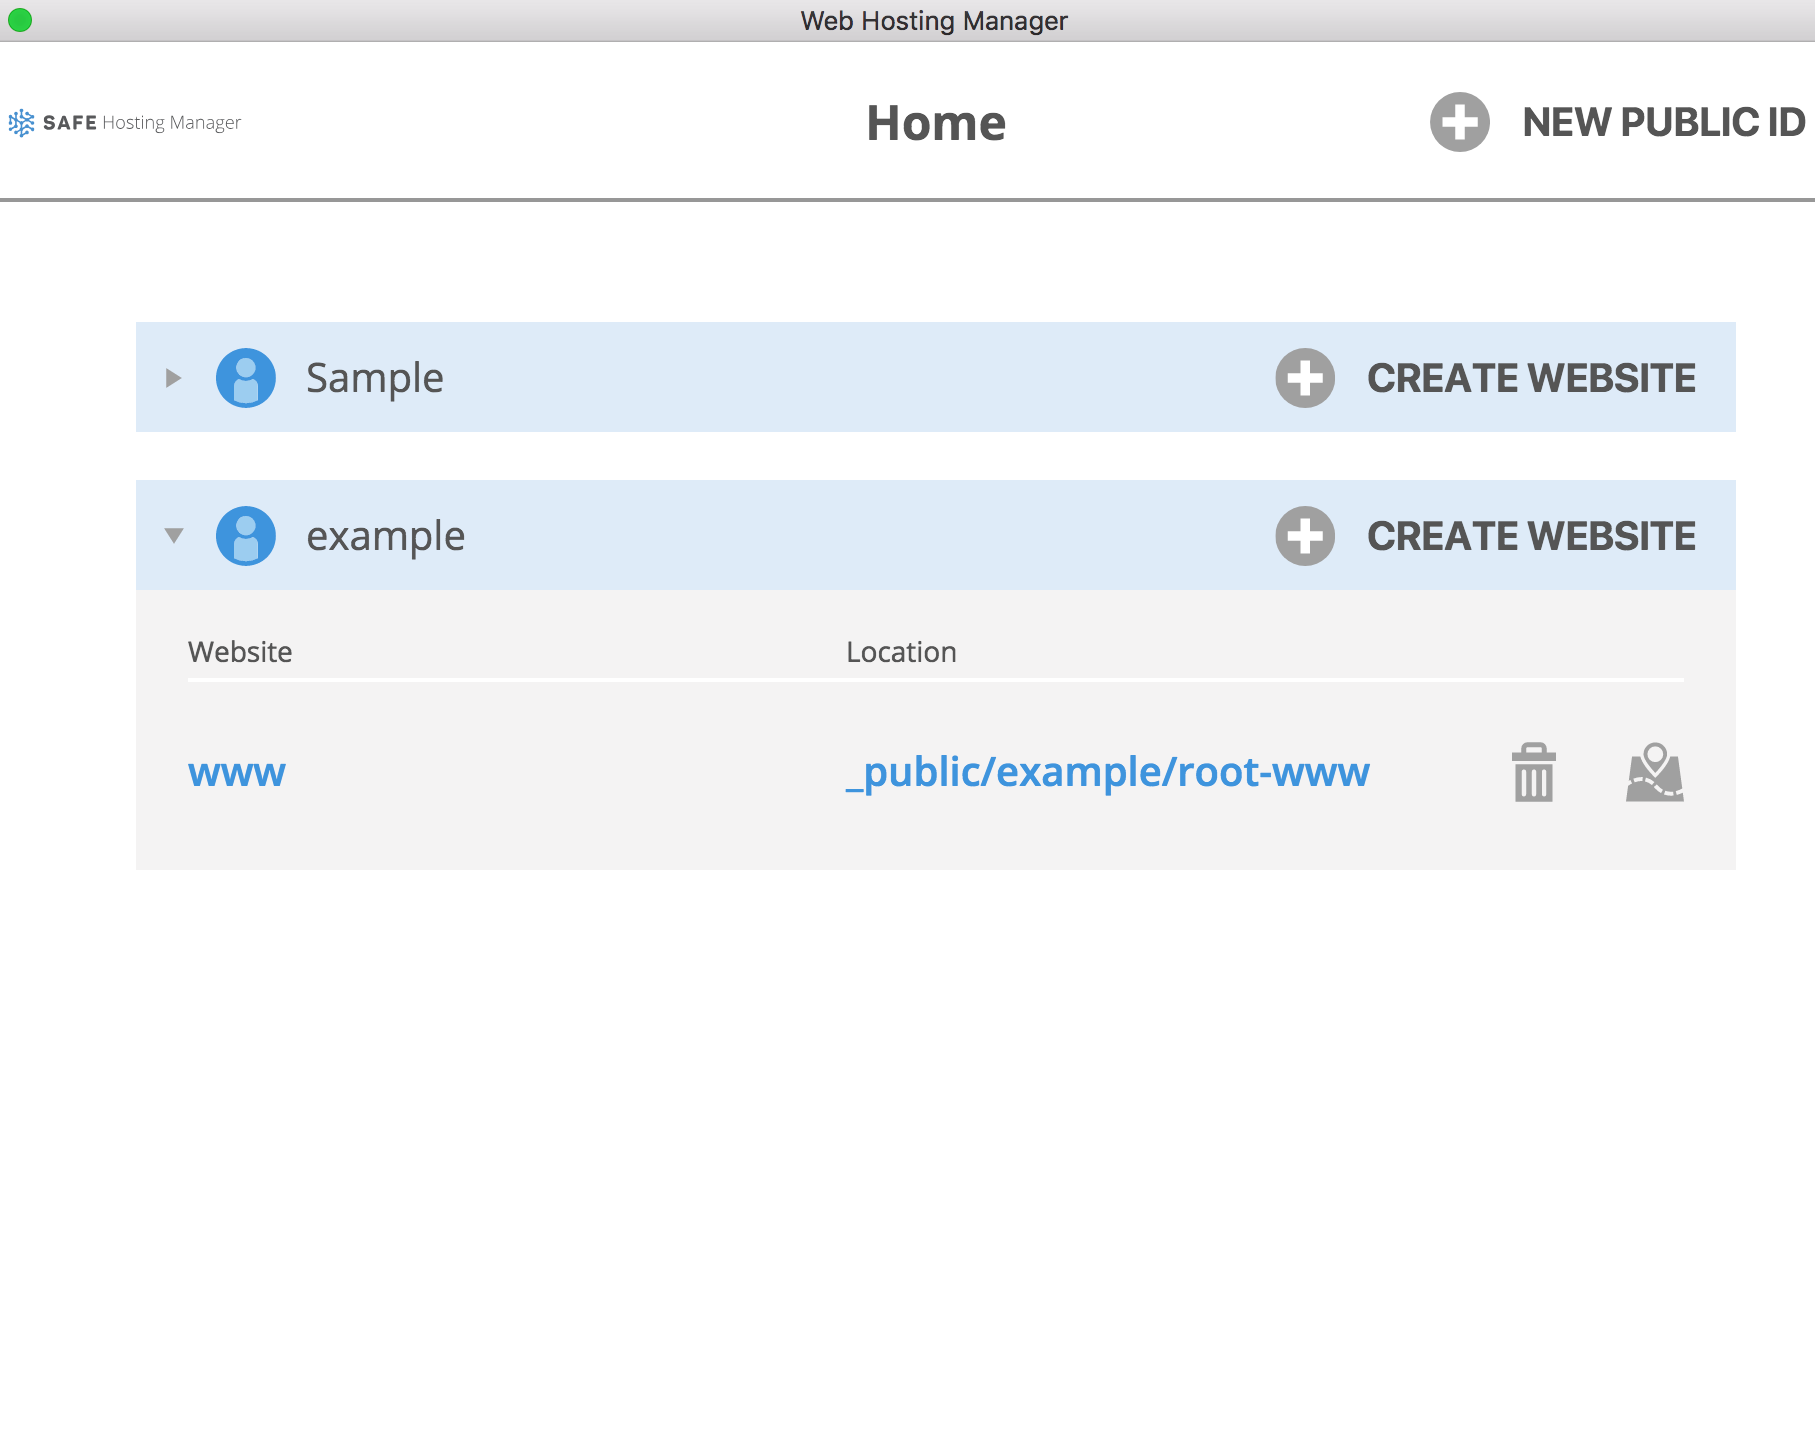 Web Hosting Manager
SAFE Hosting Manager
Home
NEW PUBLIC ID
Sample
CREATE WEBSITE
example
CREATE WEBSITE
Website Location
www _public/example/root-www